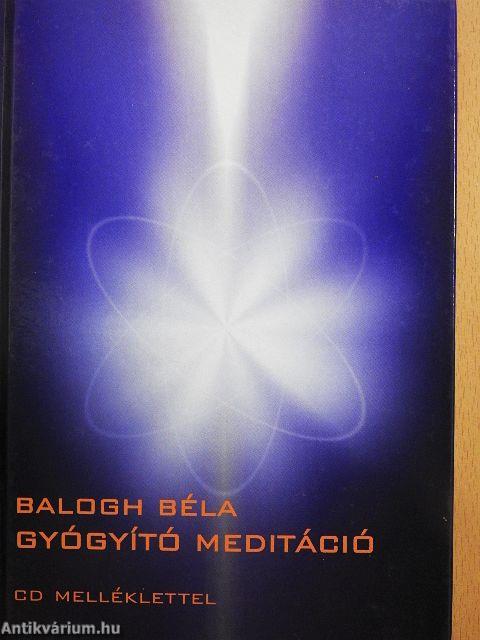 BALOGH BÉLA
GYÓGYÍTÓ MEDITÁCIÓ
CD MELLÉKLETTEL
Antikvárium.hu